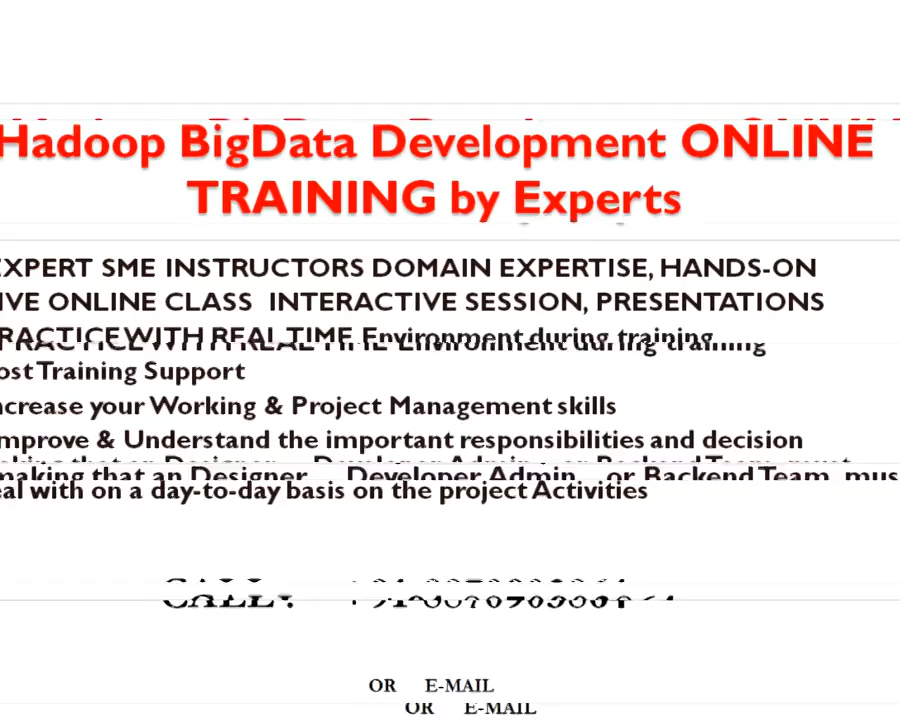 Hadoop BigData Development ONLINE
TRAINING by Experts
XPERT SME INSTRUCTORS DOMAIN EXPERTISE, HANDS-ON
IVE ONLINE CLASS INTERACTIVE SESSION, PRESENTATIONS
RACTICE WITH REAL TIME Environment during training
ost Training Support
ncrease your Working & Project Management skills
mprove & Understand the important responsibilities and decision
making that an Designer Developer Admin or Backend Team mus
eal with on a day-to-day basis on the project Activities
OR E-MAIL
OR E-MAIL